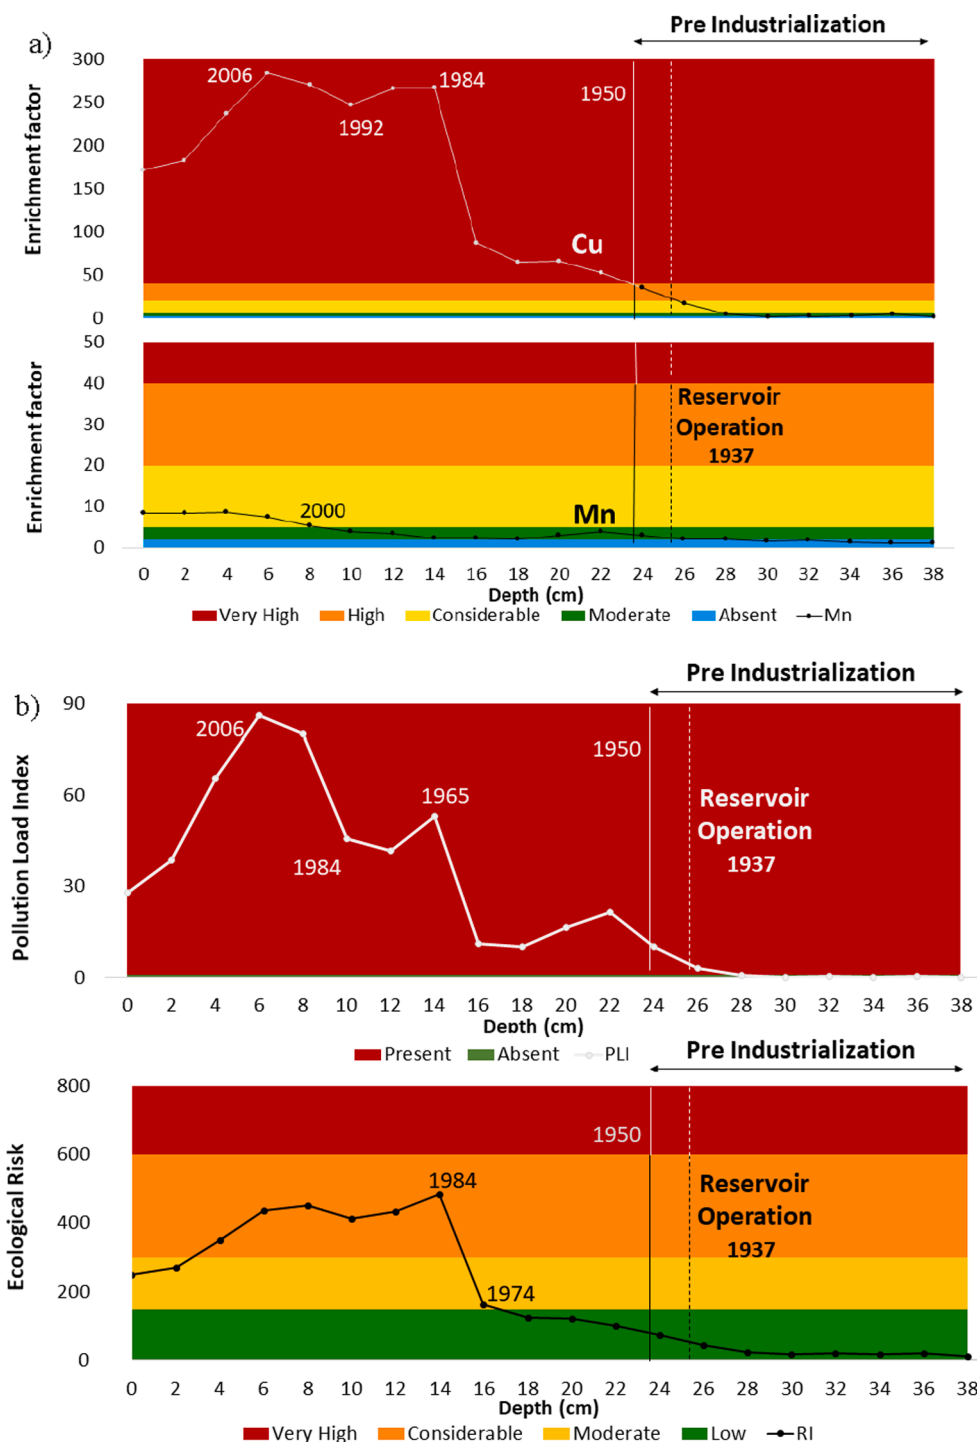 Pre Industrialization
a)
300
250
200
150
100
50
0
Enrichment factor
2006
1992
1984
1950
Cu
50
40
30
20
10
0
Enrichment factor
Reservoir
Operation
1937
2000
Mn
0 2 4 6 8 10 12 14 16 18 20 22 24 26 28 30 32 34 36 38
Depth (cm)
Very High High Considerable Moderate Absent Mn
Pre Industrialization
b)
90
60
30
0
Pollution Load Index
2006
1984
1965
1950
Reservoir
Operation
1937
0 2 4 6 8 10 12 14 16 18 20 22 24 26 28 30 32 34 36 38
Depth (cm)
Present Absent PLI
Pre Industrialization
800
600
400
200
0
Ecological Risk
1950
1984
1974
Reservoir
Operation
1937
0 2 4 6 8 10 12 14 16 18 20 22 24 26 28 30 32 34 36 38
Depth (cm)
Very High Considerable Moderate Low RI